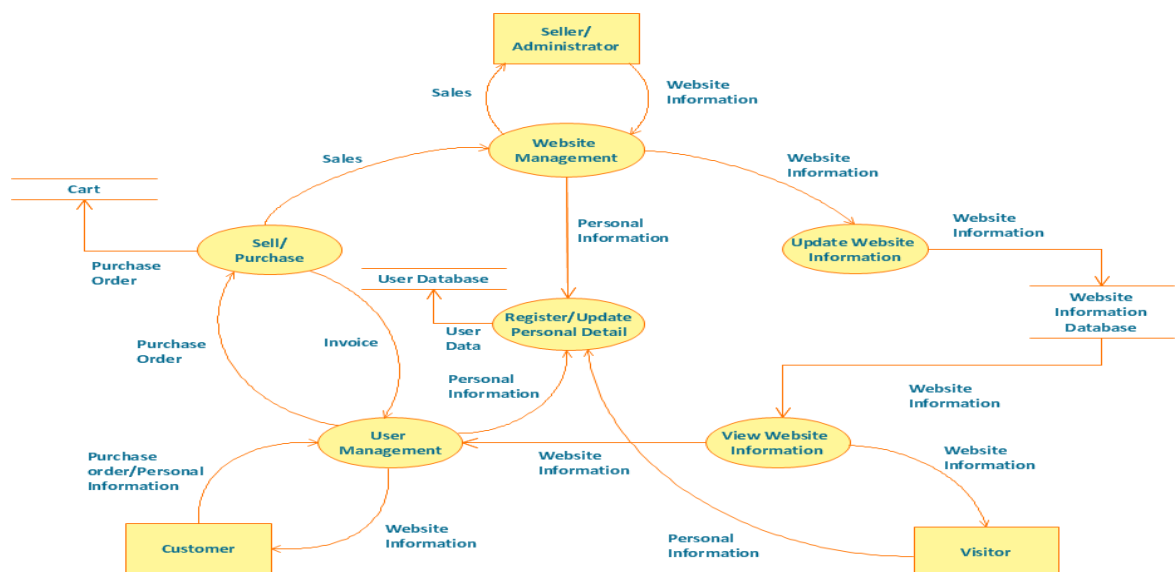 Seller/
Administrator
Sales
Website
Information
Website
Management
Sales
Website
Information
Cart
Personal
Information
Website
Information
Sell/
Purchase
Update Website
Information
Purchase
Order
User Database
Website
Information
Database
Register/Update
Personal Detail
User
Data
Purchase
Order
Invoice
Personal
Information
Website
Information
User
Management
View Website
Information
Purchase
order/Personal
Information
Website
Information
Website
Information
Website
Information
Personal
Information
Customer
Visitor